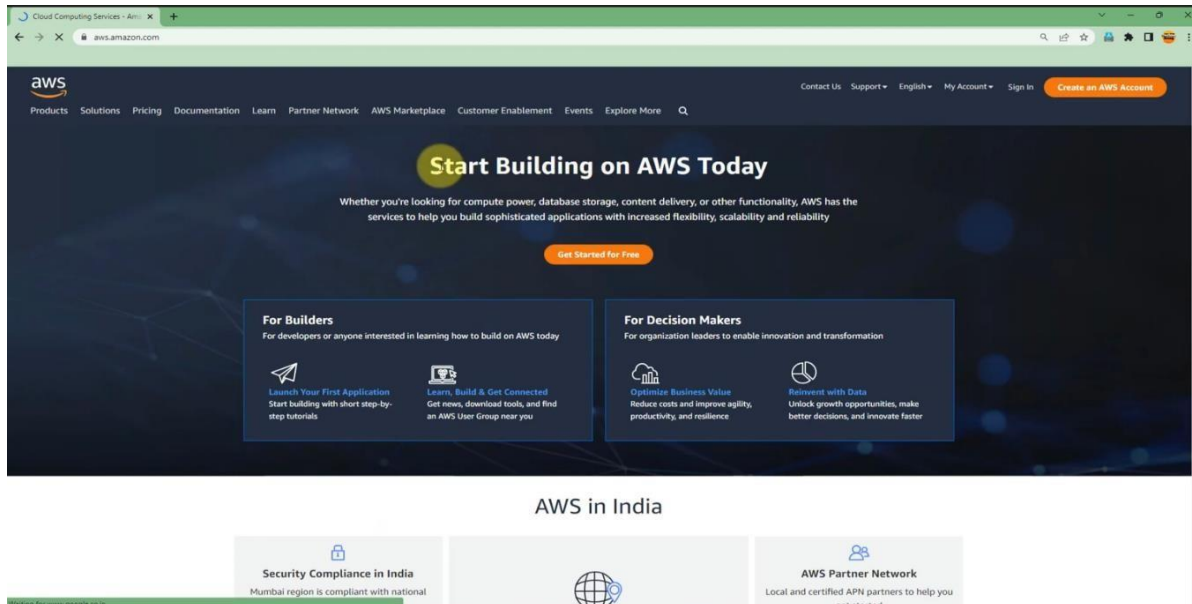 Cloud Computing Services - Ama
aws.amazon.com
aws
Contact Us Support English My Account Sign In Create an AWS Account
Products Solutions Pricing Documentation Learn Partner Network AWS Marketplace Customer Enablement Events Explore More
Start Building on AWS Today
Whether you're looking for compute power, database storage, content delivery, or other functionality, AWS has the
services to help you build sophisticated applications with increased flexibility, scalability and reliability
Get Started for Free
For Builders
For developers or anyone interested in learning how to build on AWS today
Launch Your First Application
Start building with short step-by-
step tutorials
Learn, Build & Get Connected
Get news, download tools, and find
an AWS User Group near you
For Decision Makers
For organization leaders to enable innovation and transformation
Optimize Business Value
Reduce costs and improve agility,
productivity, and resilience
Reinvent with Data
Unlock growth opportunities, make
better decisions, and innovate faster
AWS in India
Security Compliance in India
Mumbai region is compliant with national
AWS Partner Network
Local and certified APN partners to help you